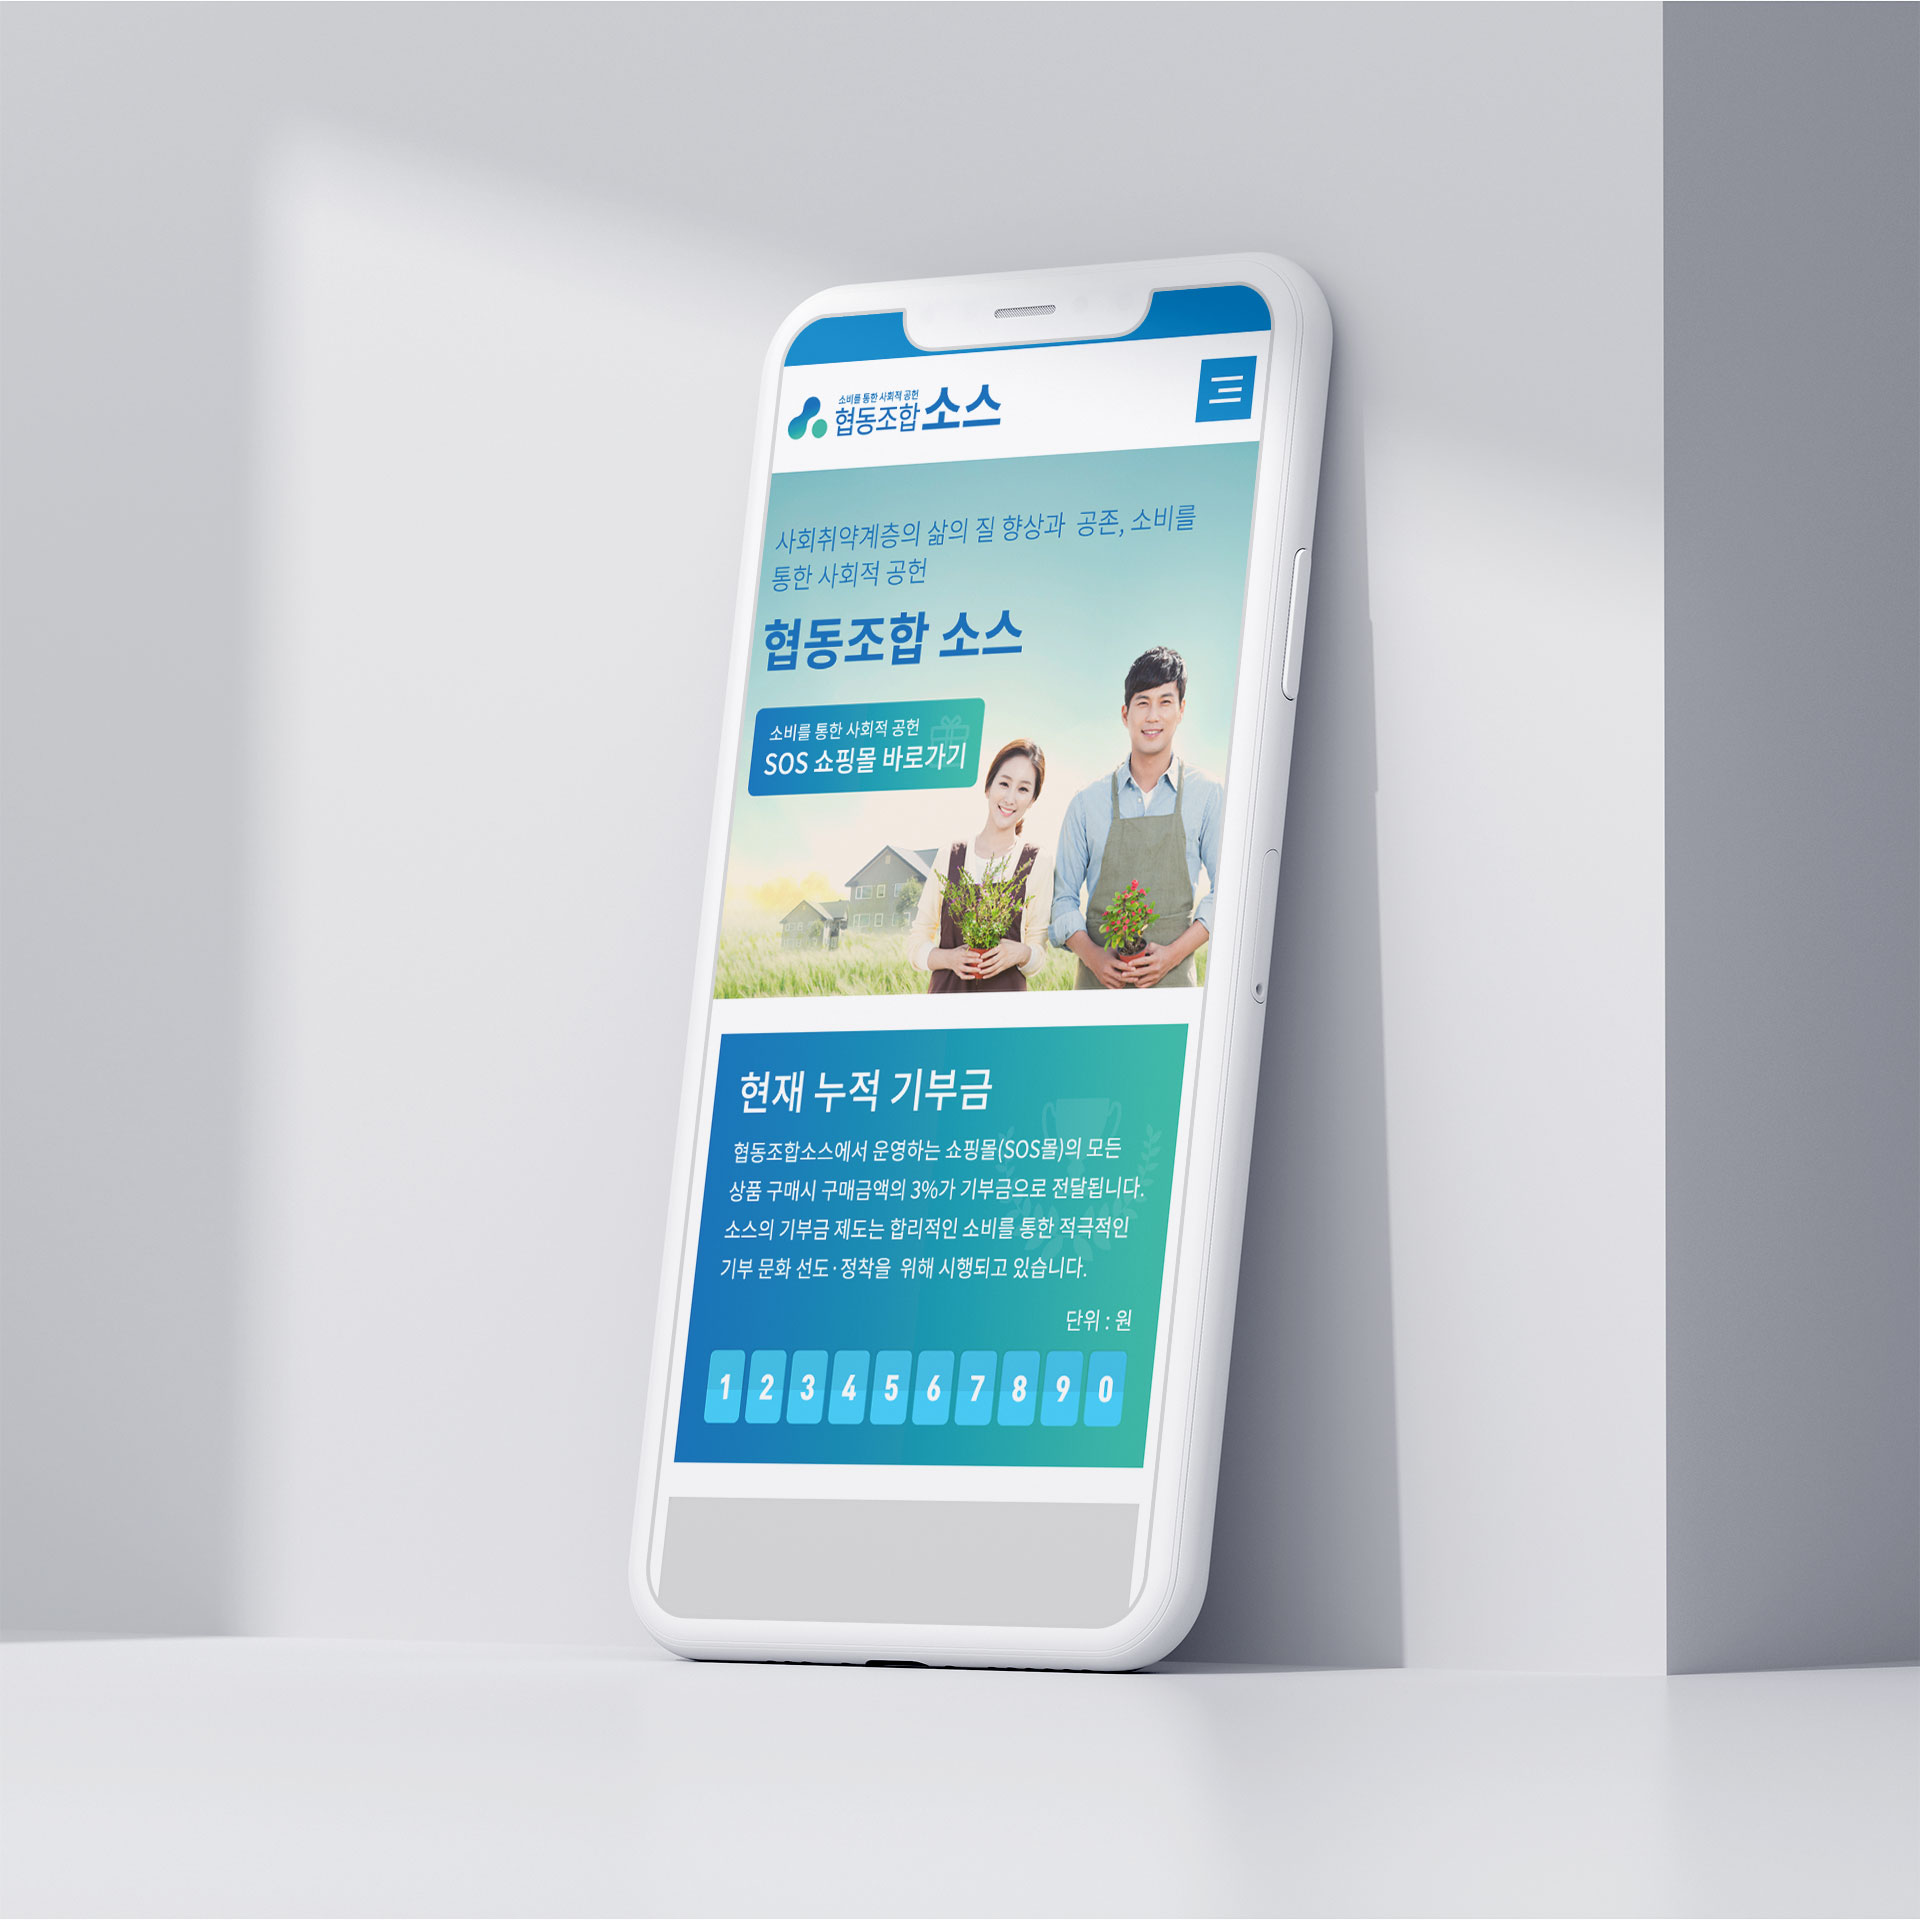 소비를 통한 사회적 공헌
협동조합 소스
사회취약계층의 삶의 질 향상과 공존, 소비를
통한 사회적 공헌
협동조합 소스
소비를 통한 사회적 공헌
SOS 쇼핑몰 바로가기
현재 누적 기부금
협동조합소스에서 운영하는 쇼핑몰(SOS몰)의 모든
상품 구매시 구매금액의 3%가 기부금으로 전달됩니다.
소스의 기부금 제도는 합리적인 소비를 통한 적극적인
기부 문화 선도·정착을 위해 시행되고 있습니다.
단위 : 원
1 2 3 4 5 6 7 8 9 0